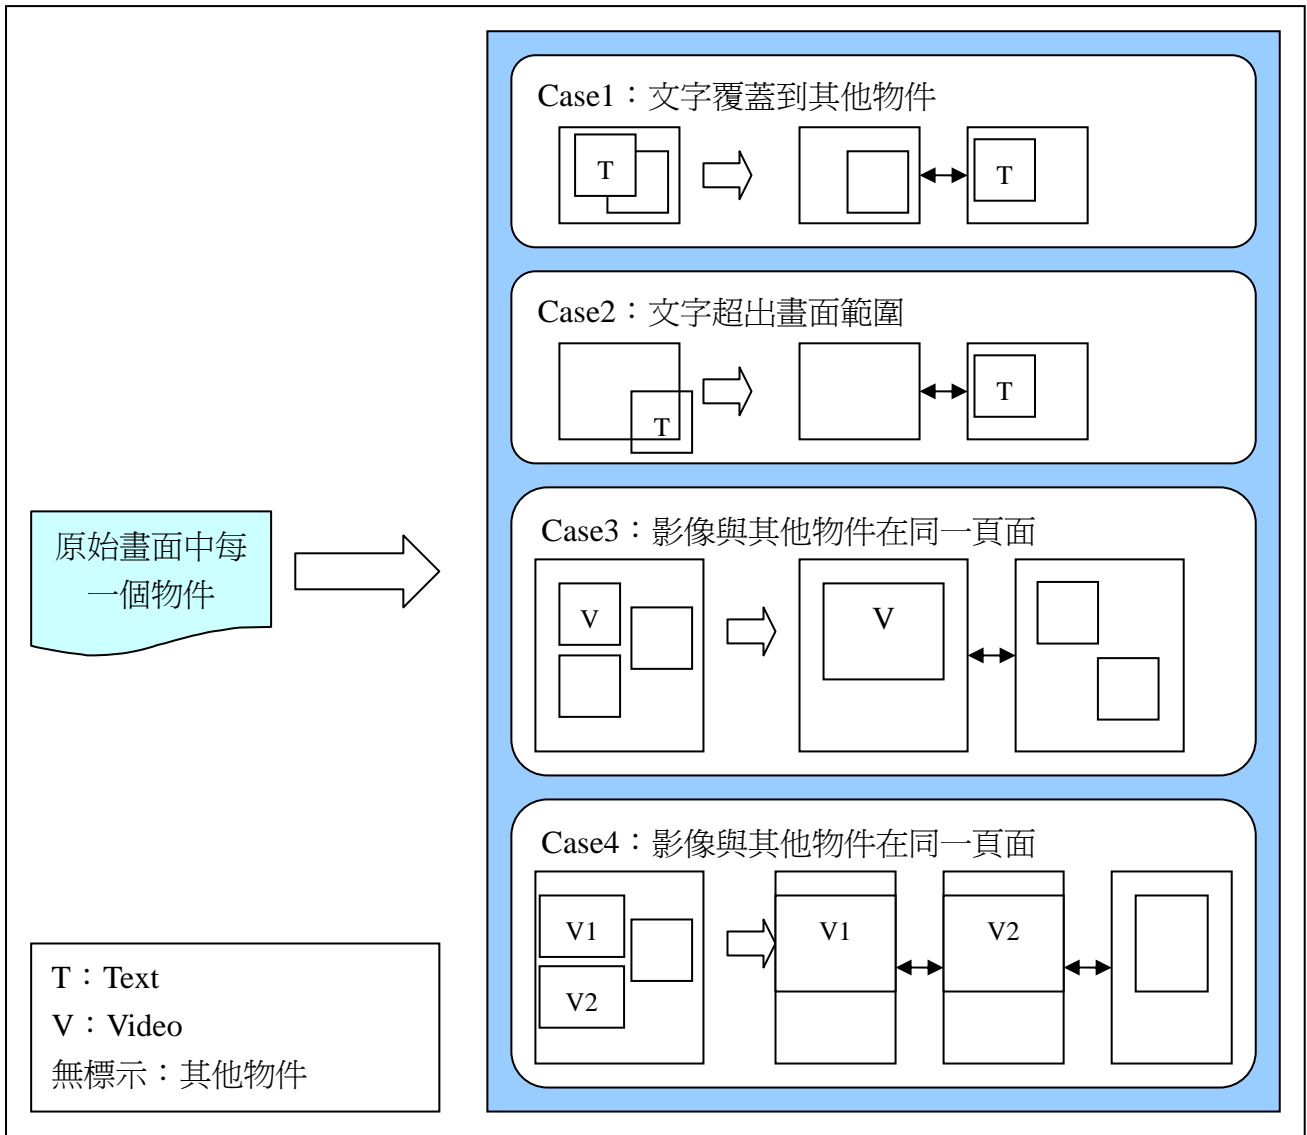 Case1：文字覆蓋到其他物件
T
T
Case2：文字超出畫面範圍
T
T
原始畫面中每
一個物件
Case3：影像與其他物件在同一頁面
V
V
Case4：影像與其他物件在同一頁面
V1
V2
V1
V2
T：Text
V：Video
無標示：其他物件